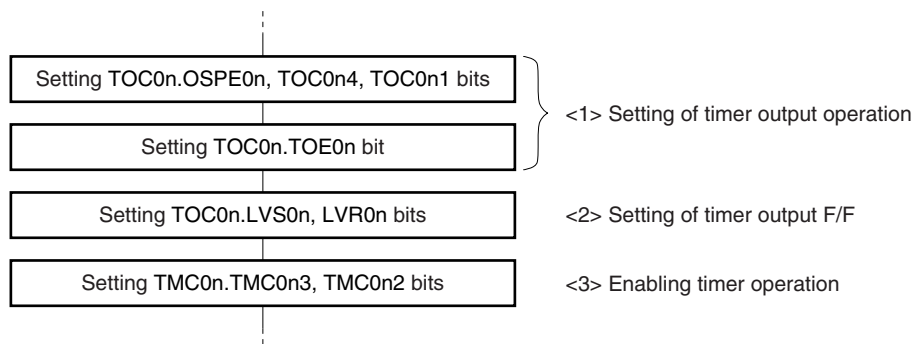 Setting TOC0n.OSPE0n, TOC0n4, TOC0n1 bits
<1> Setting of timer output operation
Setting TOC0n.TOE0n bit
Setting TOC0n.LVS0n, LVR0n bits
<2> Setting of timer output F/F
Setting TMC0n.TMC0n3, TMC0n2 bits
<3> Enabling timer operation